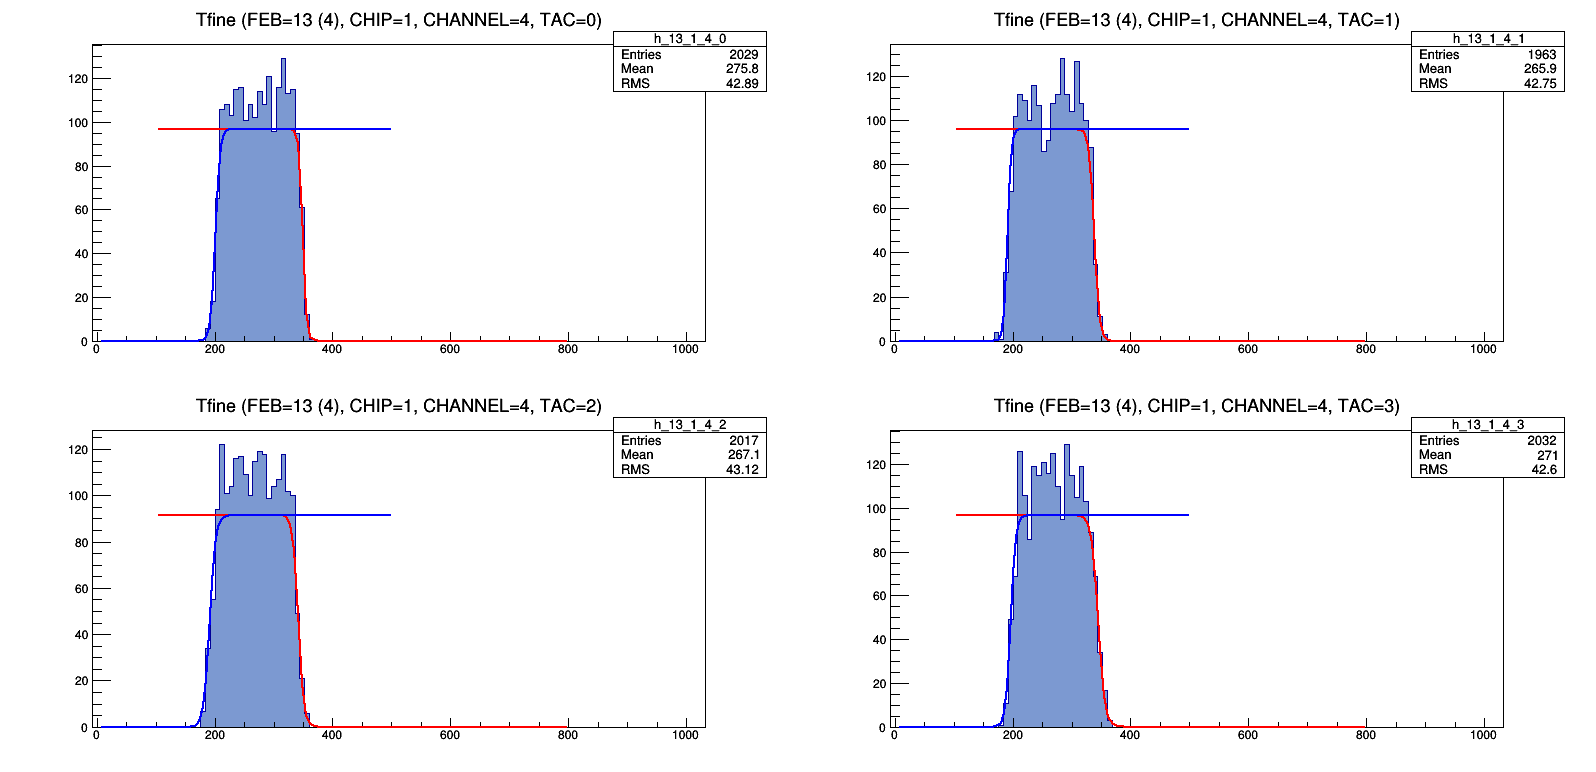 Tfine (FEB=13 (4), CHIP=1, CHANNEL=4, TAC=0)
h_13_1_4_0
Entries 2029
Mean 275.8
RMS 42.89
120
100
80
60
40
20
0
0 200 400 600 800 1000
Tfine (FEB=13 (4), CHIP=1, CHANNEL=4, TAC=1)
h_13_1_4_1
Entries 1963
Mean 265.9
RMS 42.75
120
100
80
60
40
20
0
0 200 400 600 800 1000
Tfine (FEB=13 (4), CHIP=1, CHANNEL=4, TAC=2)
h_13_1_4_2
Entries 2017
Mean 267.1
RMS 43.12
120
100
80
60
40
20
0
0 200 400 600 800 1000
Tfine (FEB=13 (4), CHIP=1, CHANNEL=4, TAC=3)
h_13_1_4_3
Entries 2032
Mean 271
RMS 42.6
120
100
80
60
40
20
0
0 200 400 600 800 1000